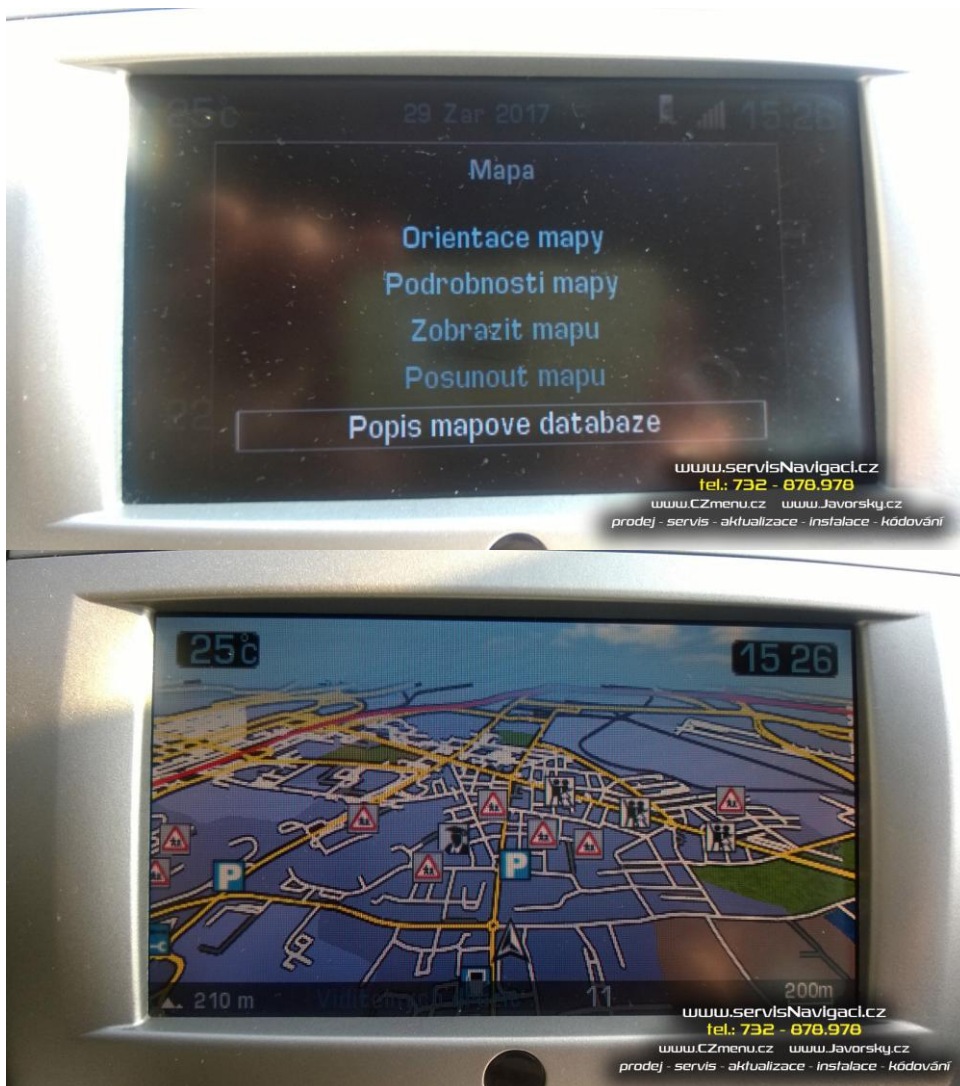 25°C 29 Zar 2017 15:26
Mapa
Orientace mapy
Podrobnosti mapy
Zobrazit mapu
Posunout mapu
Popis mapove databaze
www.servisNavigaci.cz
tel.: 732 - 878.978
www.CZmenu.cz www.Javorsky.cz
prodej - servis - aktualizace - instalace - kódování
25°C 15 26
P
P
210 m 11 200m
www.servisNavigaci.cz
tel.: 732 - 878.978
www.CZmenu.cz www.Javorsky.cz
prodej - servis - aktualizace - instalace - kódování